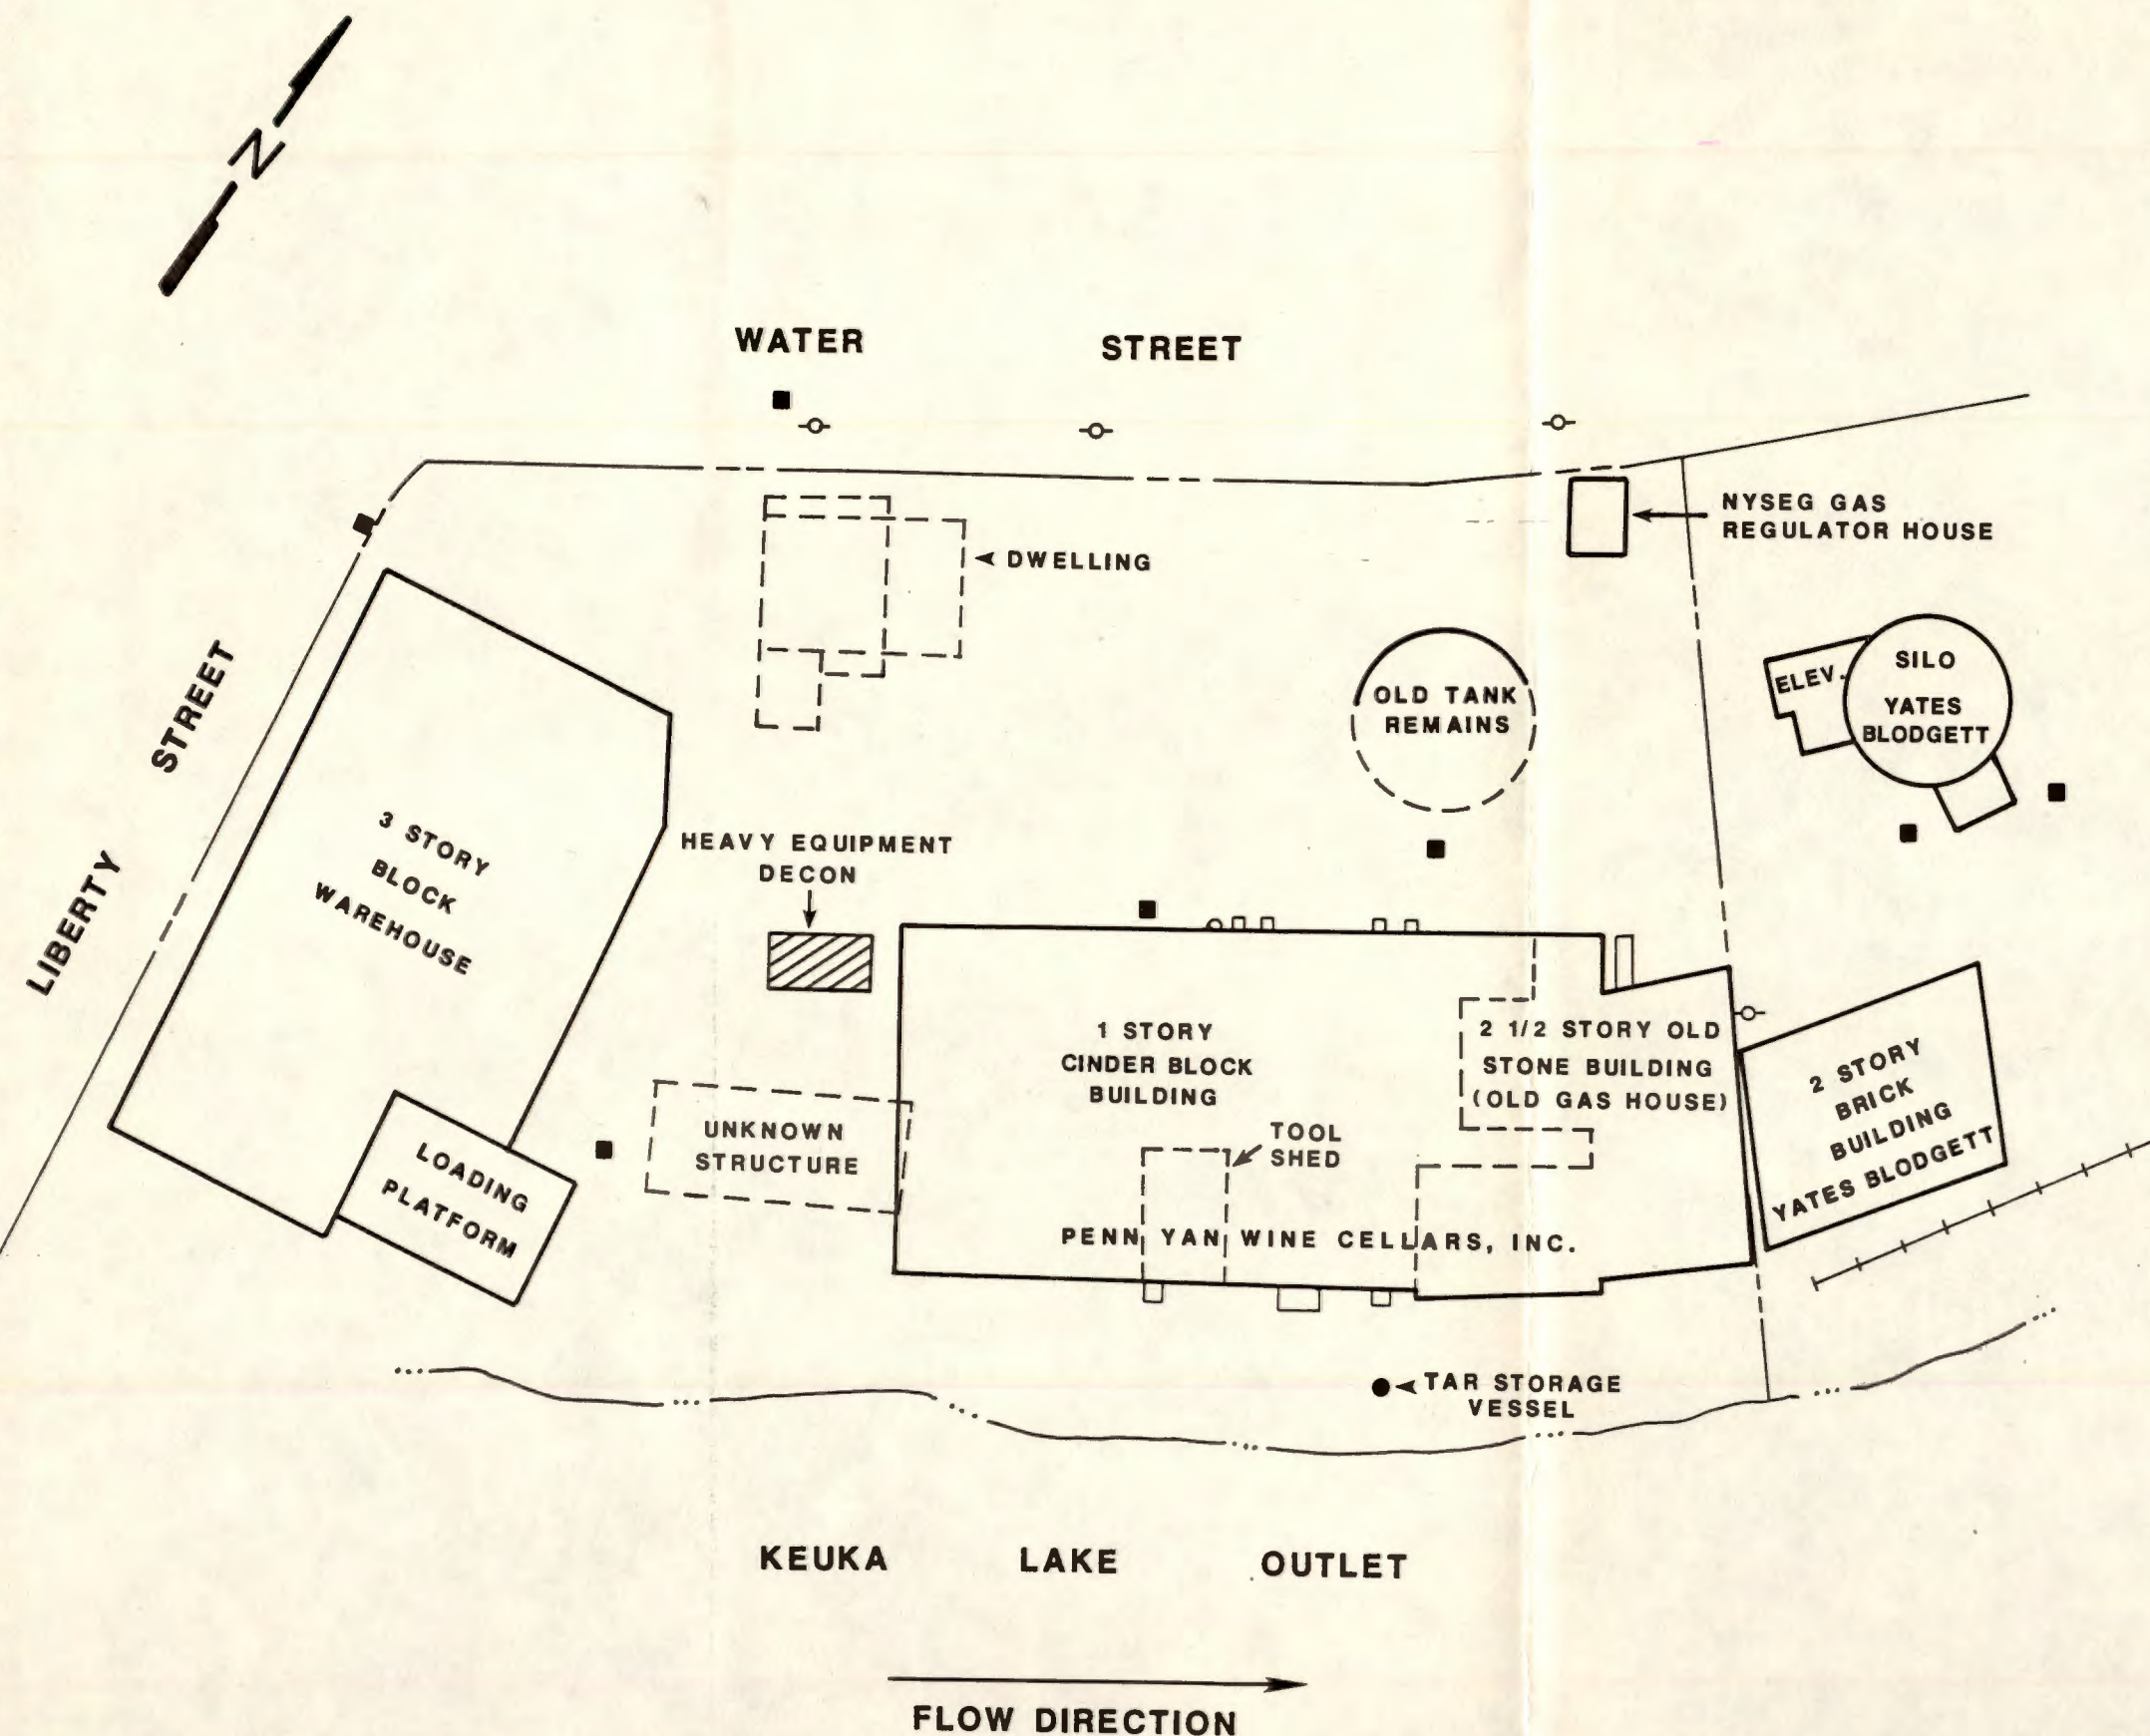 N
WATER STREET
NYSEG GAS
REGULATOR HOUSE
DWELLING
LIBERTY STREET
OLD TANK
REMAINS
ELEV.
SILO
YATES
BLODGETT
3 STORY
BLOCK
WAREHOUSE
HEAVY EQUIPMENT
DECON
1 STORY
CINDER BLOCK
BUILDING
2 1/2 STORY OLD
STONE BUILDING
(OLD GAS HOUSE)
2 STORY
BRICK
BUILDING
YATES BLODGETT
UNKNOWN
STRUCTURE
TOOL
SHED
LOADING
PLATFORM
PENN YAN WINE CELLARS, INC.
TAR STORAGE
VESSEL
KEUKA LAKE OUTLET
FLOW DIRECTION